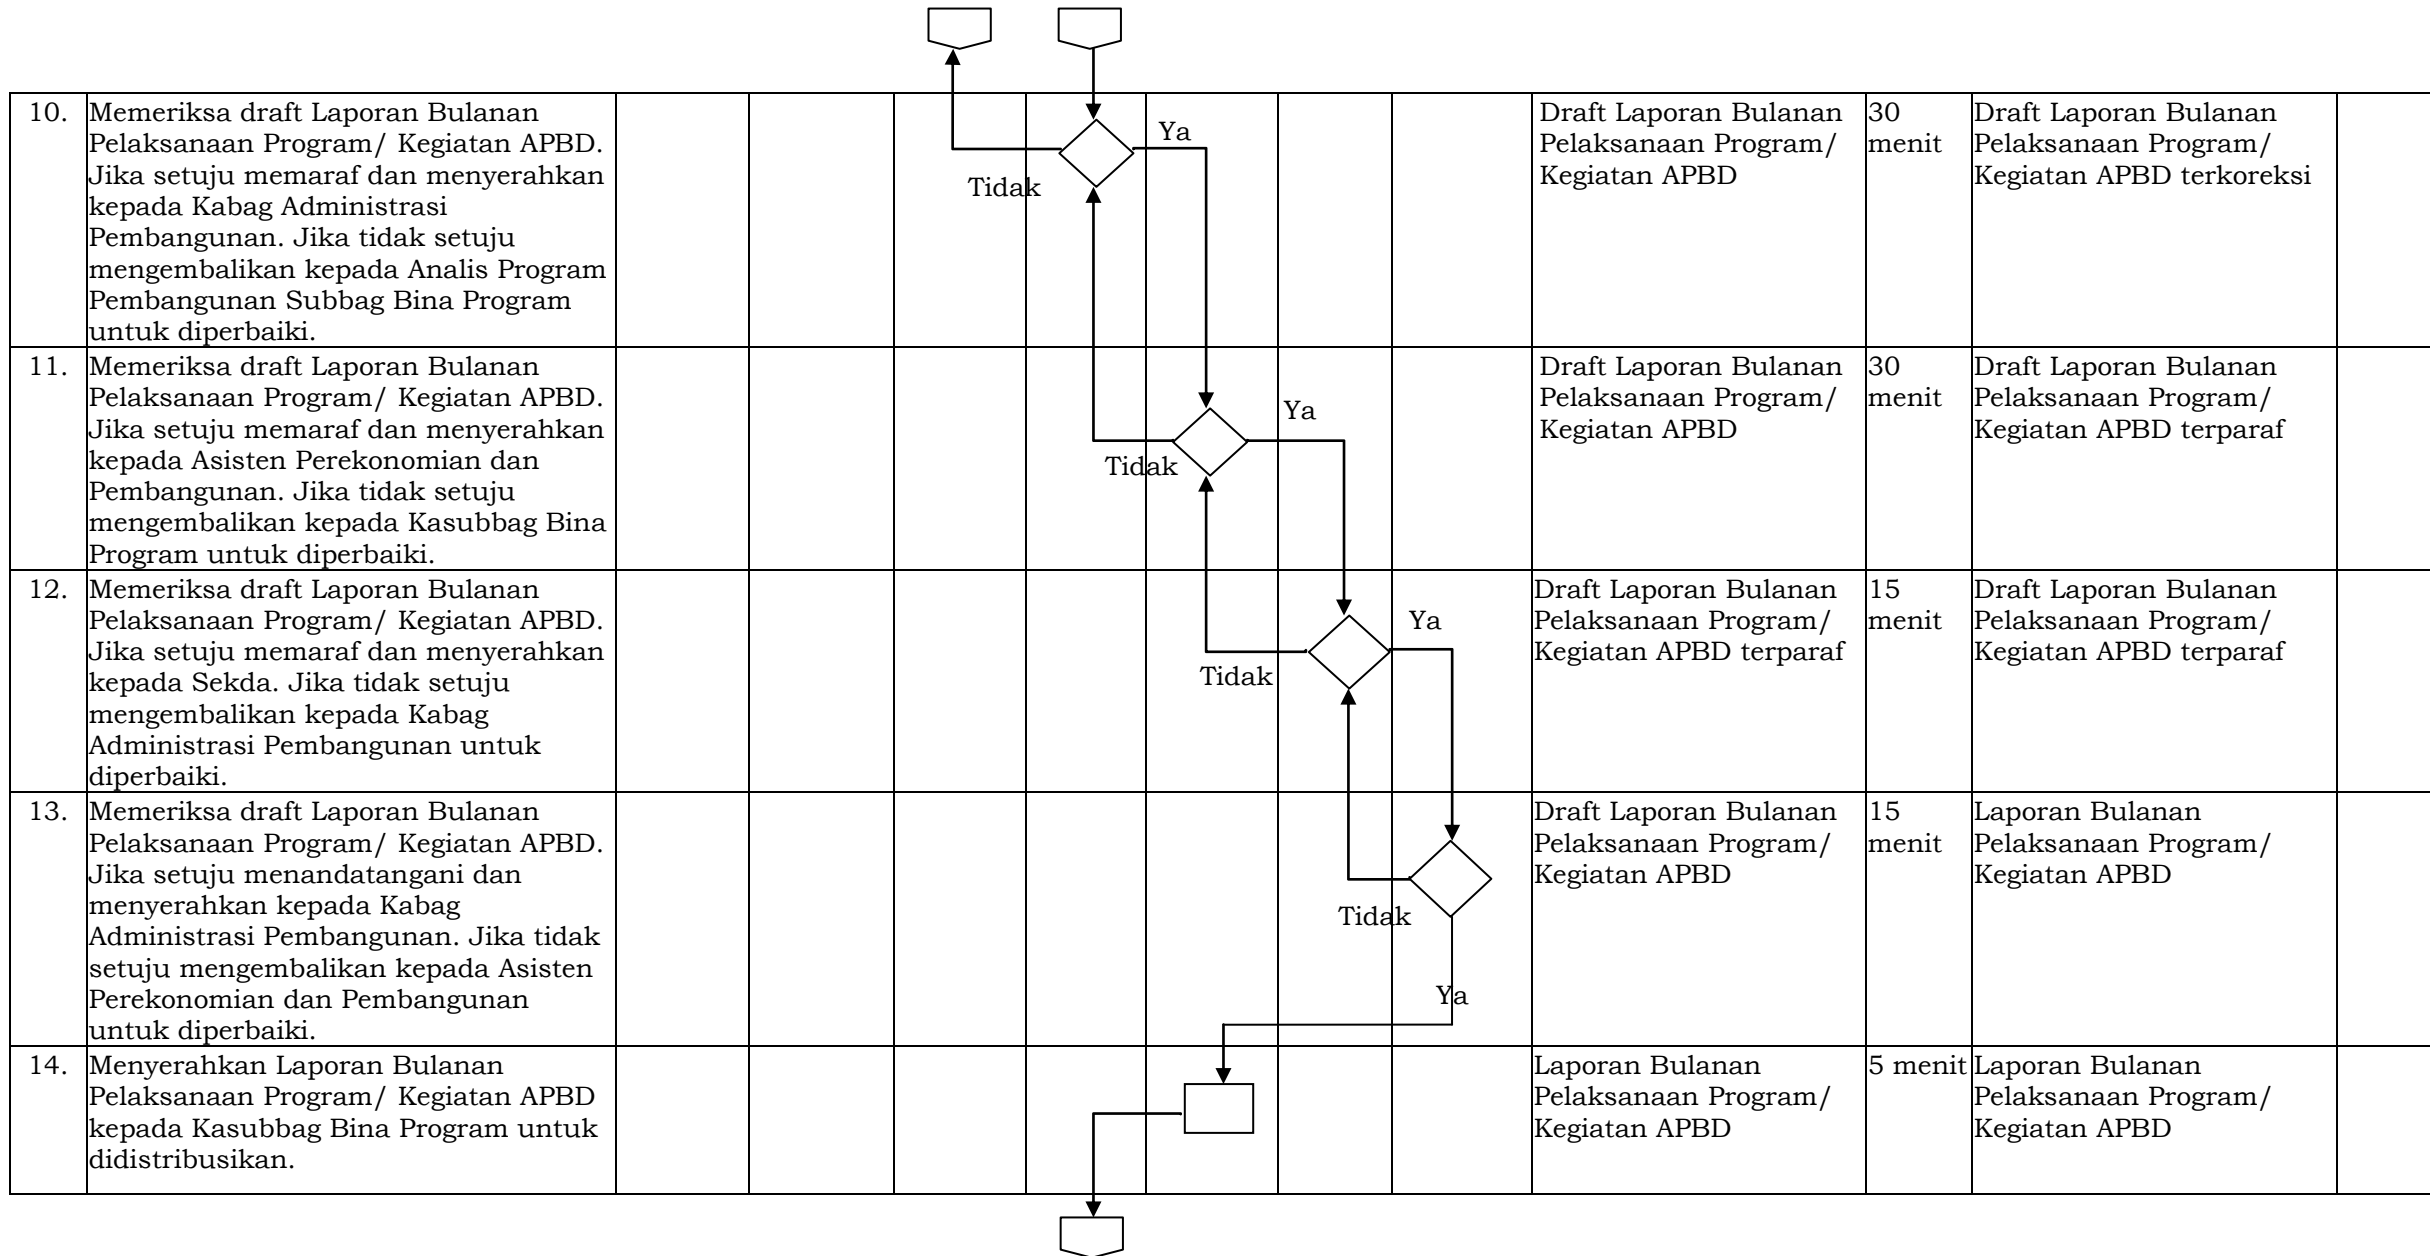 10.
Memeriksa draft Laporan Bulanan
Pelaksanaan Program/ Kegiatan APBD.
Jika setuju memaraf dan menyerahkan
kepada Kabag Administrasi
Pembangunan. Jika tidak setuju
mengembalikan kepada Analis Program
Pembangunan Subbag Bina Program
untuk diperbaiki.
Ya
Tidak
Draft Laporan Bulanan
Pelaksanaan Program/
Kegiatan APBD
30
menit
Draft Laporan Bulanan
Pelaksanaan Program/
Kegiatan APBD terkoreksi
11.
Memeriksa draft Laporan Bulanan
Pelaksanaan Program/ Kegiatan APBD.
Jika setuju memaraf dan menyerahkan
kepada Asisten Perekonomian dan
Pembangunan. Jika tidak setuju
mengembalikan kepada Kasubbag Bina
Program untuk diperbaiki.
Ya
Tidak
Draft Laporan Bulanan
Pelaksanaan Program/
Kegiatan APBD
30
menit
Draft Laporan Bulanan
Pelaksanaan Program/
Kegiatan APBD terparaf
12.
Memeriksa draft Laporan Bulanan
Pelaksanaan Program/ Kegiatan APBD.
Jika setuju memaraf dan menyerahkan
kepada Sekda. Jika tidak setuju
mengembalikan kepada Kabag
Administrasi Pembangunan untuk
diperbaiki.
Ya
Tidak
Draft Laporan Bulanan
Pelaksanaan Program/
Kegiatan APBD terparaf
15
menit
Draft Laporan Bulanan
Pelaksanaan Program/
Kegiatan APBD terparaf
13.
Memeriksa draft Laporan Bulanan
Pelaksanaan Program/ Kegiatan APBD.
Jika setuju menandatangani dan
menyerahkan kepada Kabag
Administrasi Pembangunan. Jika tidak
setuju mengembalikan kepada Asisten
Perekonomian dan Pembangunan
untuk diperbaiki.
Tidak
Ya
Draft Laporan Bulanan
Pelaksanaan Program/
Kegiatan APBD
15
menit
Laporan Bulanan
Pelaksanaan Program/
Kegiatan APBD
14.
Menyerahkan Laporan Bulanan
Pelaksanaan Program/ Kegiatan APBD
kepada Kasubbag Bina Program untuk
didistribusikan.
Laporan Bulanan
Pelaksanaan Program/
Kegiatan APBD
5 menit
Laporan Bulanan
Pelaksanaan Program/
Kegiatan APBD